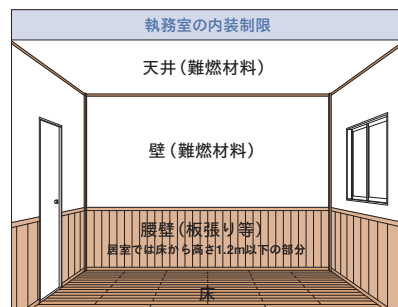 執務室の内装制限
天井(難燃材料)
壁(難燃材料)
腰壁(板張り等)
居室では床から高さ1.2m以下の部分
床